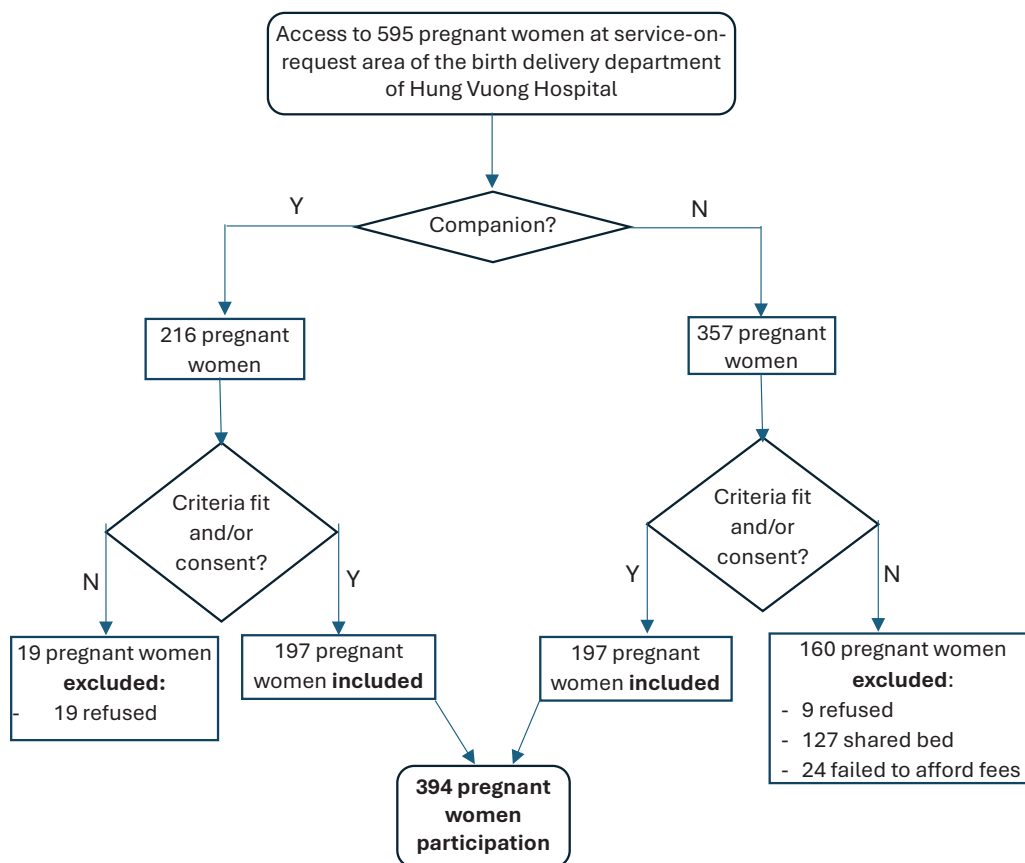 Access to 595 pregnant women at service-on-
request area of the birth delivery department
of Hung Vuong Hospital
Y
Companion?
N
216 pregnant
women
357 pregnant
women
Criteria fit
and/or
consent?
Criteria fit
and/or
consent?
N
Y
Y
N
19 pregnant women
excluded:
- 19 refused
197 pregnant
women included
197 pregnant
women included
160 pregnant women
excluded:
- 9 refused
- 127 shared bed
- 24 failed to afford fees
394 pregnant
women
participation